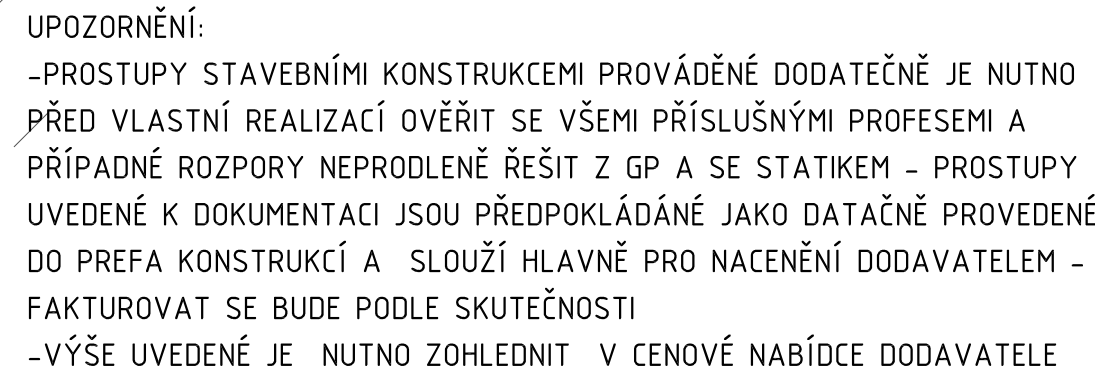 UPOZORNĚNÍ:
-PROSTUPY STAVEBNÍMI KONSTRUKCEMI PROVÁDĚNÉ DODATEČNĚ JE NUTNO
PŘED VLASTNÍ REALIZACÍ OVĚŘIT SE VŠEMI PŘÍSLUŠNÝMI PROFESEMI A
PŘÍPADNÉ ROZPORY NEPRODLENĚ ŘEŠIT Z GP A SE STATIKEM - PROSTUPY
UVEDENÉ K DOKUMENTACI JSOU PŘEDPOKLÁDÁNÉ JAKO DATAČNĚ PROVEDENÉ
DO PREFA KONSTRUKCÍ A SLOUŽÍ HLAVNĚ PRO NACENĚNÍ DODAVATELEM -
FAKTUROVAT SE BUDE PODLE SKUTEČNOSTI
-VÝŠE UVEDENÉ JE NUTNO ZOHLEDNIT V CENOVÉ NABÍDCE DODAVATELE